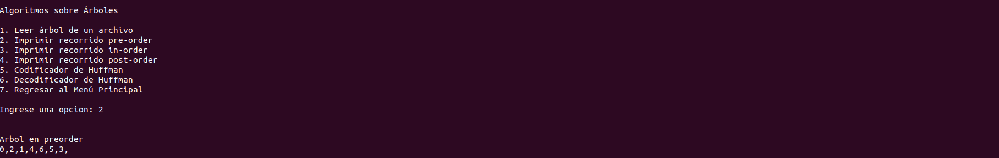 Algoritmos sobre Árboles
1. Leer árbol de un archivo
2. Imprimir recorrido pre-order
3. Imprimir recorrido in-order
4. Imprimir recorrido post-order
5. Codificador de Huffman
6. Decodificador de Huffman
7. Regresar al Menú Principal
Ingrese una opcion: 2
Arbol en preorder
0,2,1,4,6,5,3,